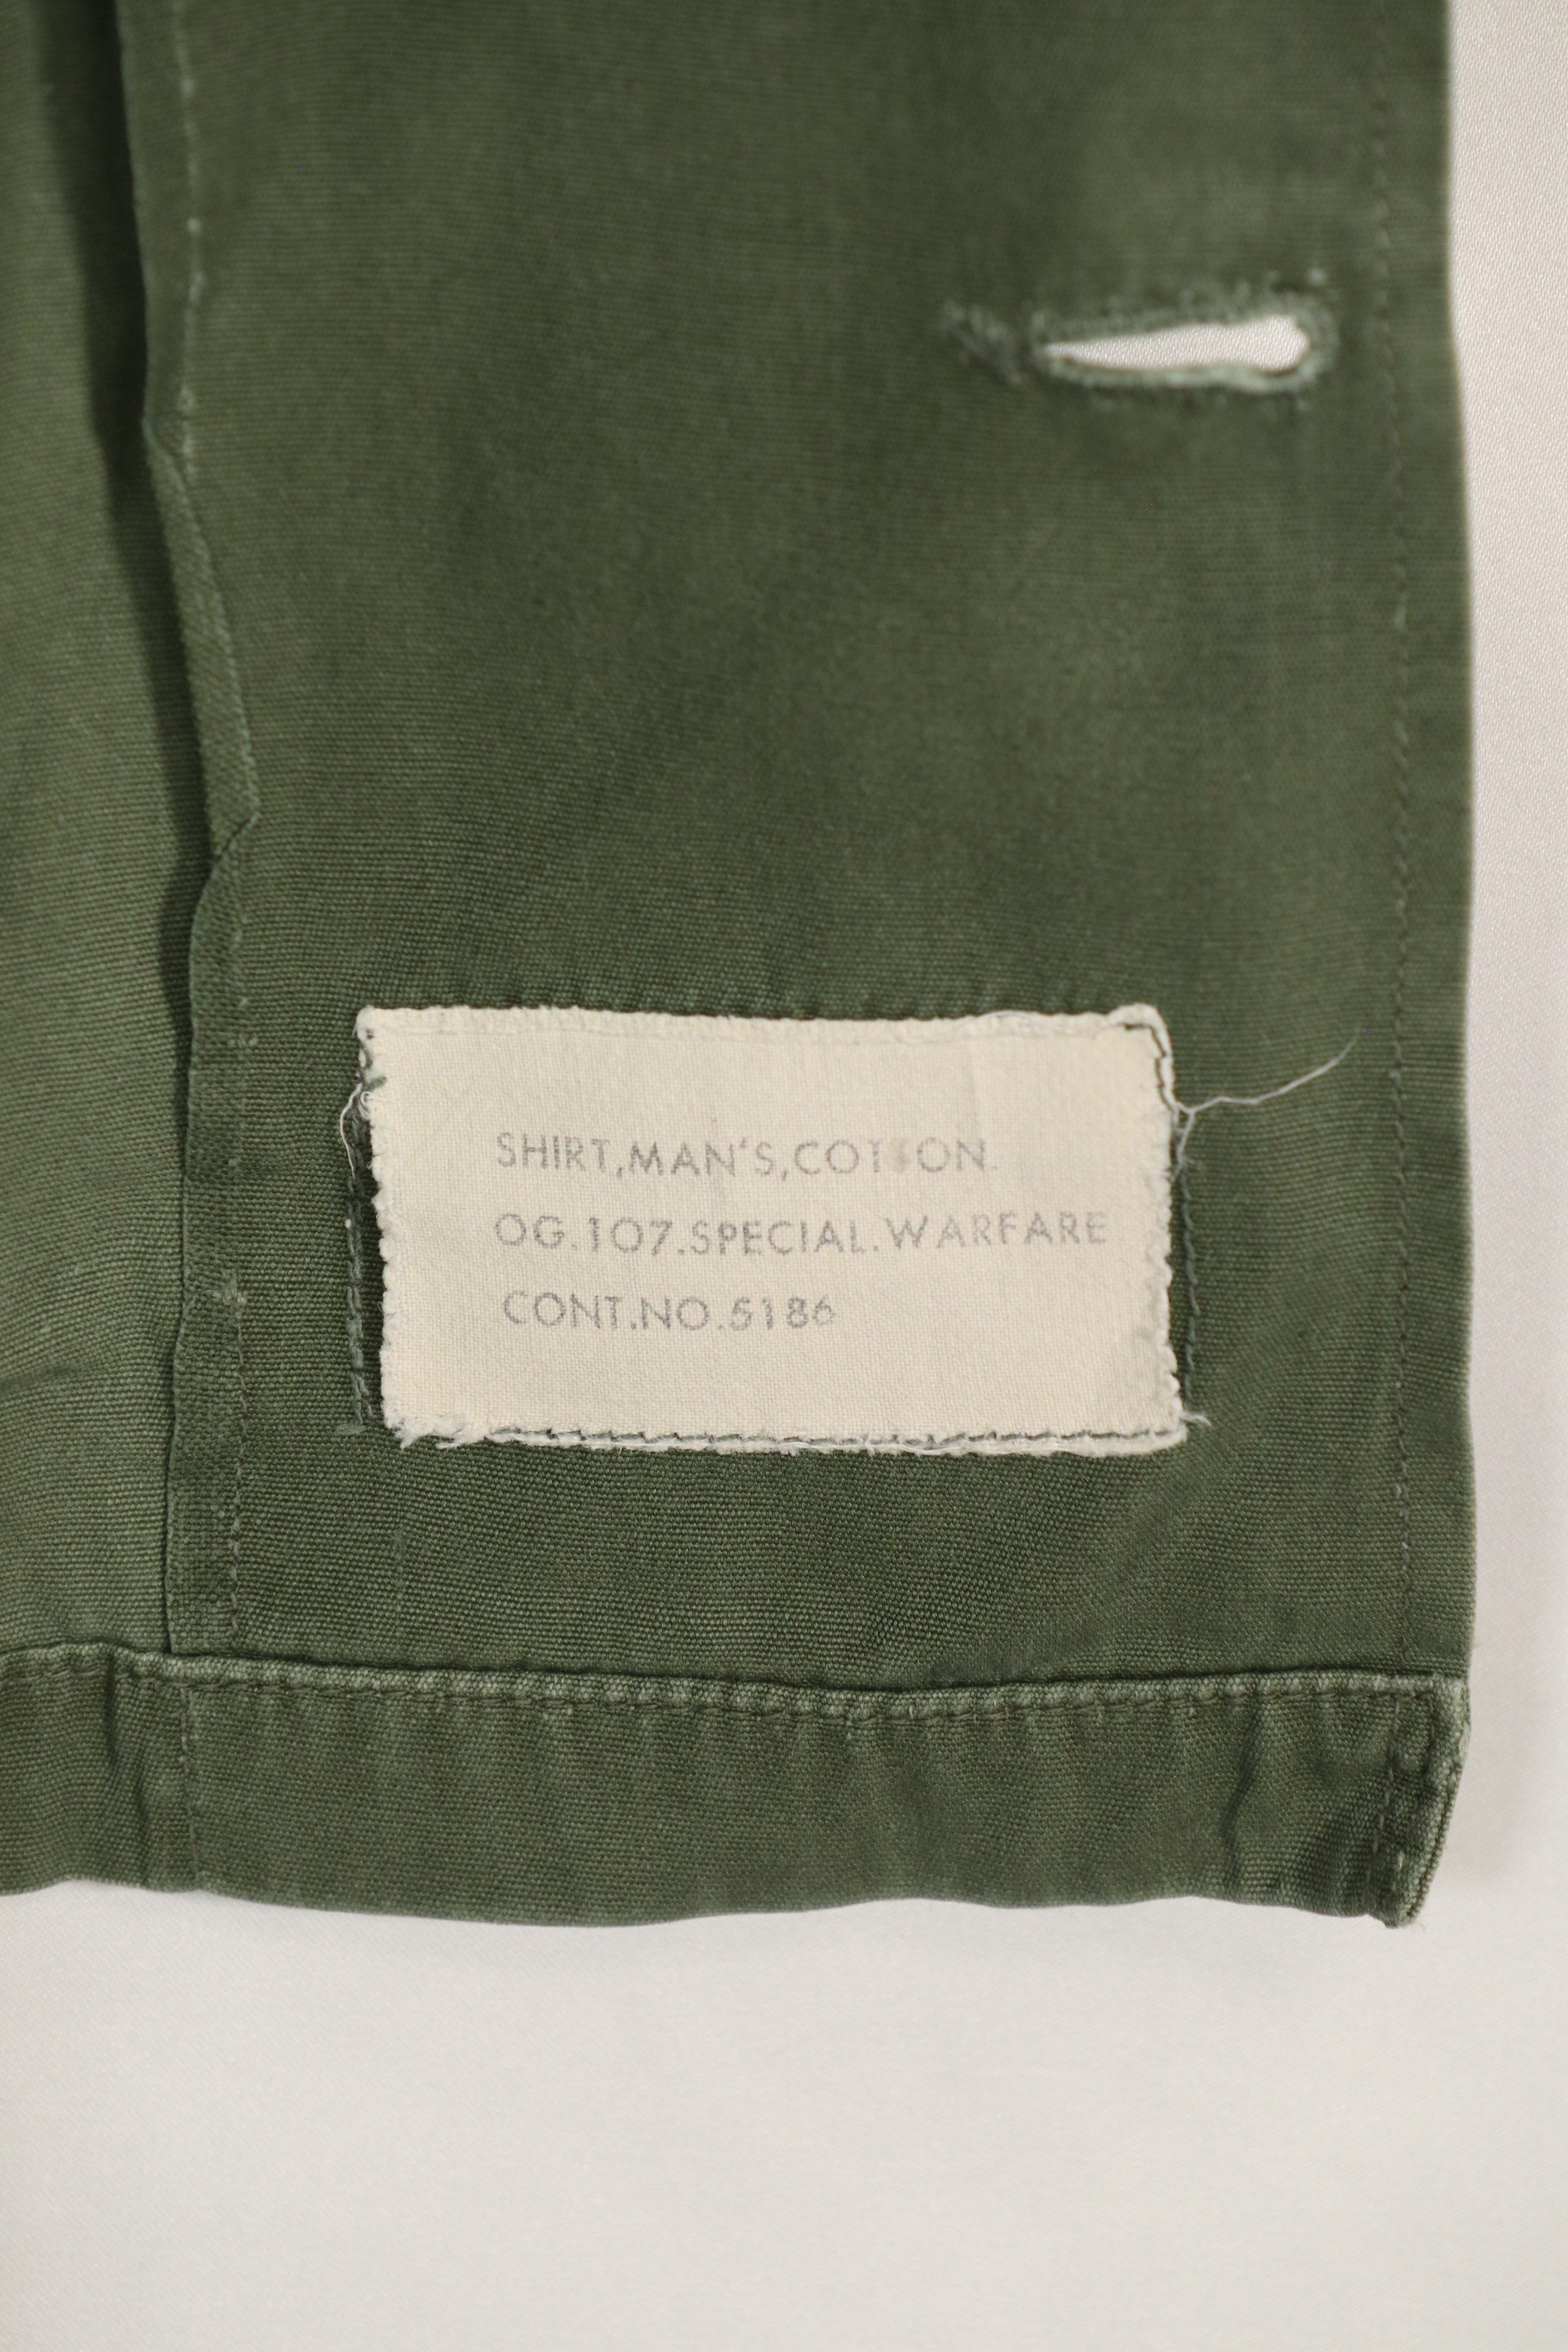 SHIRT,MAN'S,COTTON.
OG.107.SPECIAL.WARFARE
CONT.NO.5186